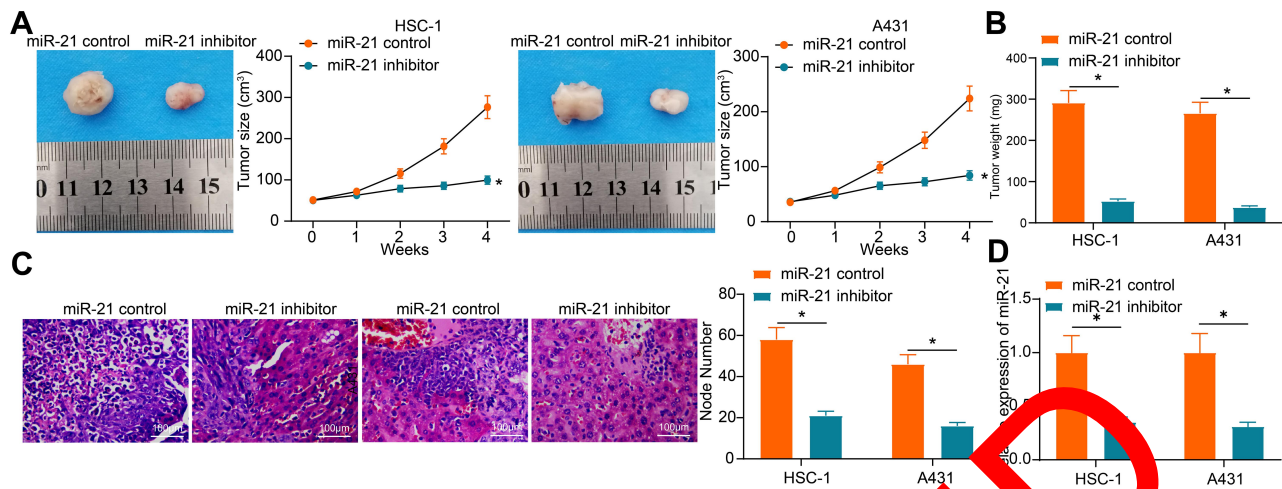 A
HSC-1
miR-21 control
miR-21 inhibitor
miR-21 control
miR-21 inhibitor
Tumor size (cm³)
400
300
200
100
0
0 1 2 3 4
Weeks
*
0 11 12 13 14 15
A431
miR-21 control
miR-21 inhibitor
miR-21 control
miR-21 inhibitor
Tumor size (cm³)
300
200
100
0
0 1 2 3 4
Weeks
*
0 11 12 13 14 15
B
miR-21 control
miR-21 inhibitor
Tumor weight (mg)
400
300
200
100
0
* *
HSC-1 A431
C
miR-21 control
miR-21 inhibitor
miR-21 control
miR-21 inhibitor
100μm
100μm
100μm
100μm
miR-21 control
miR-21 inhibitor
Node Number
80
60
40
20
0
* *
HSC-1 A431
D
miR-21 control
miR-21 inhibitor
expression of miR-21
1.5
1.0
0.0
* *
HSC-1 A431